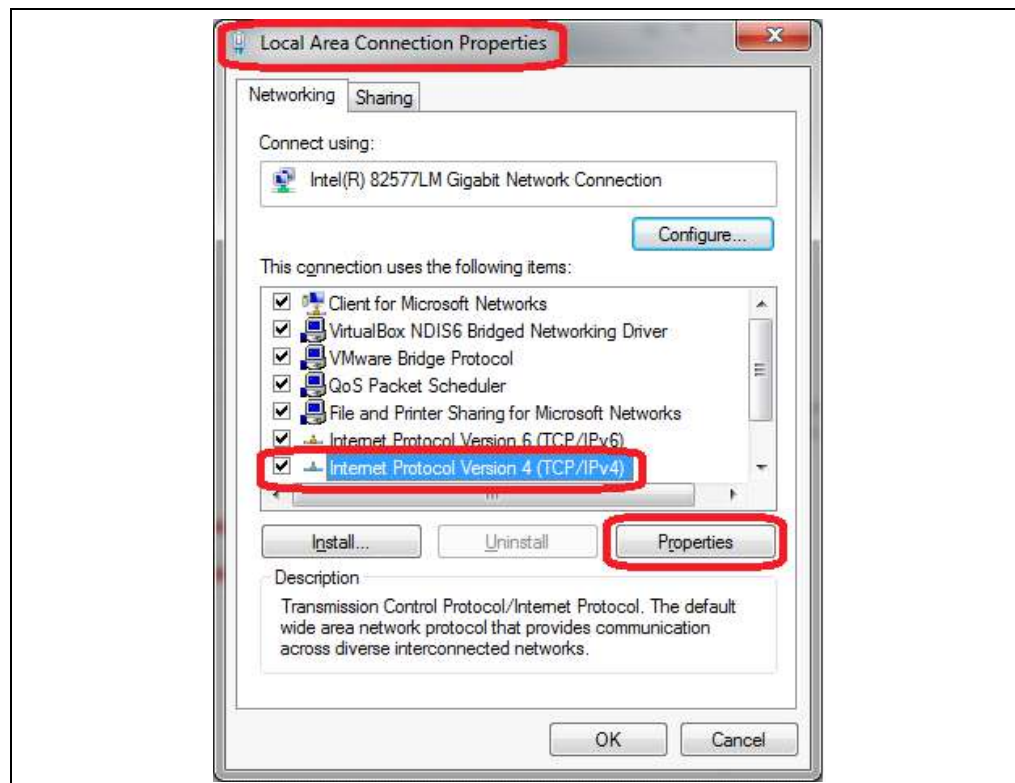 Local Area Connection Properties
Networking
Sharing
Connect using:
Intel(R) 82577LM Gigabit Network Connection
Configure...
This connection uses the following items:
Client for Microsoft Networks
VirtualBox NDIS6 Bridged Networking Driver
VMware Bridge Protocol
QoS Packet Scheduler
File and Printer Sharing for Microsoft Networks
Internet Protocol Version 6 (TCP/IPv6)
Internet Protocol Version 4 (TCP/IPv4)
Install...
Uninstall
Properties
Description
Transmission Control Protocol/Internet Protocol. The default
wide area network protocol that provides communication
across diverse interconnected networks.
OK
Cancel